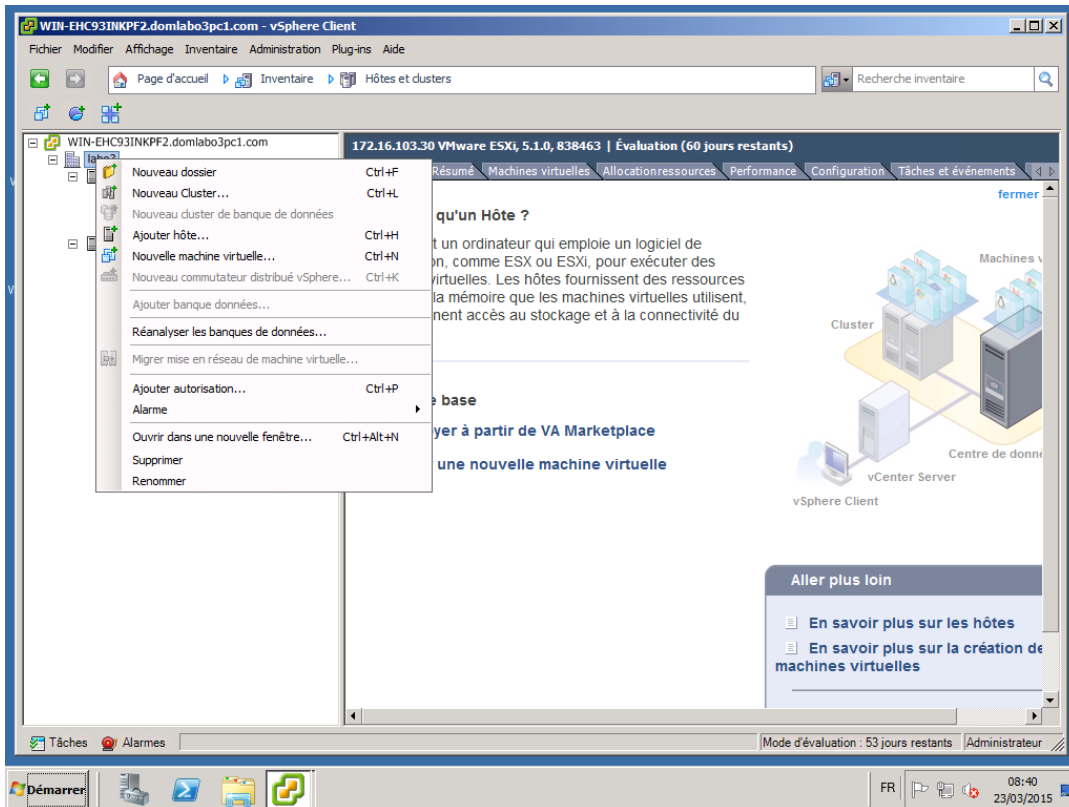 WIN-EHC93INKPF2.domlabo3pc1.com - vSphere Client
Fichier Modifier Affichage Inventaire Administration Plug-ins Aide
Page d'accueil Inventaire Hôtes et clusters
Recherche inventaire
WIN-EHC93INKPF2.domlabo3pc1.com
labo3
172.16.103.30 VMware ESXi, 5.1.0, 838463 | Évaluation (60 jours restants)
Résumé Machines virtuelles Allocation ressources Performance Configuration Tâches et événements
fermer
Nouveau dossier Ctrl+F
Nouveau Cluster... Ctrl+L
Nouveau cluster de banque de données
Ajouter hôte... Ctrl+H
Nouvelle machine virtuelle... Ctrl+N
Nouveau commutateur distribué vSphere... Ctrl+K
Ajouter banque données...
Réanalyser les banques de données...
Migrer mise en réseau de machine virtuelle...
Ajouter autorisation... Ctrl+P
Alarme
Ouvrir dans une nouvelle fenêtre... Ctrl+Alt+N
Supprimer
Renommer
qu'un Hôte ?
t un ordinateur qui emploie un logiciel de
on, comme ESX ou ESXi, pour exécuter des
virtuelles. Les hôtes fournissent des ressources
la mémoire que les machines virtuelles utilisent,
nent accès au stockage et à la connectivité du
e base
yer à partir de VA Marketplace
une nouvelle machine virtuelle
Machines v
Cluster
Centre de donné
vCenter Server
vSphere Client
Aller plus loin
En savoir plus sur les hôtes
En savoir plus sur la création de
machines virtuelles
Tâches Alarmes
Mode d'évaluation : 53 jours restants Administrateur
Démarrer
FR
08:40
23/03/2015